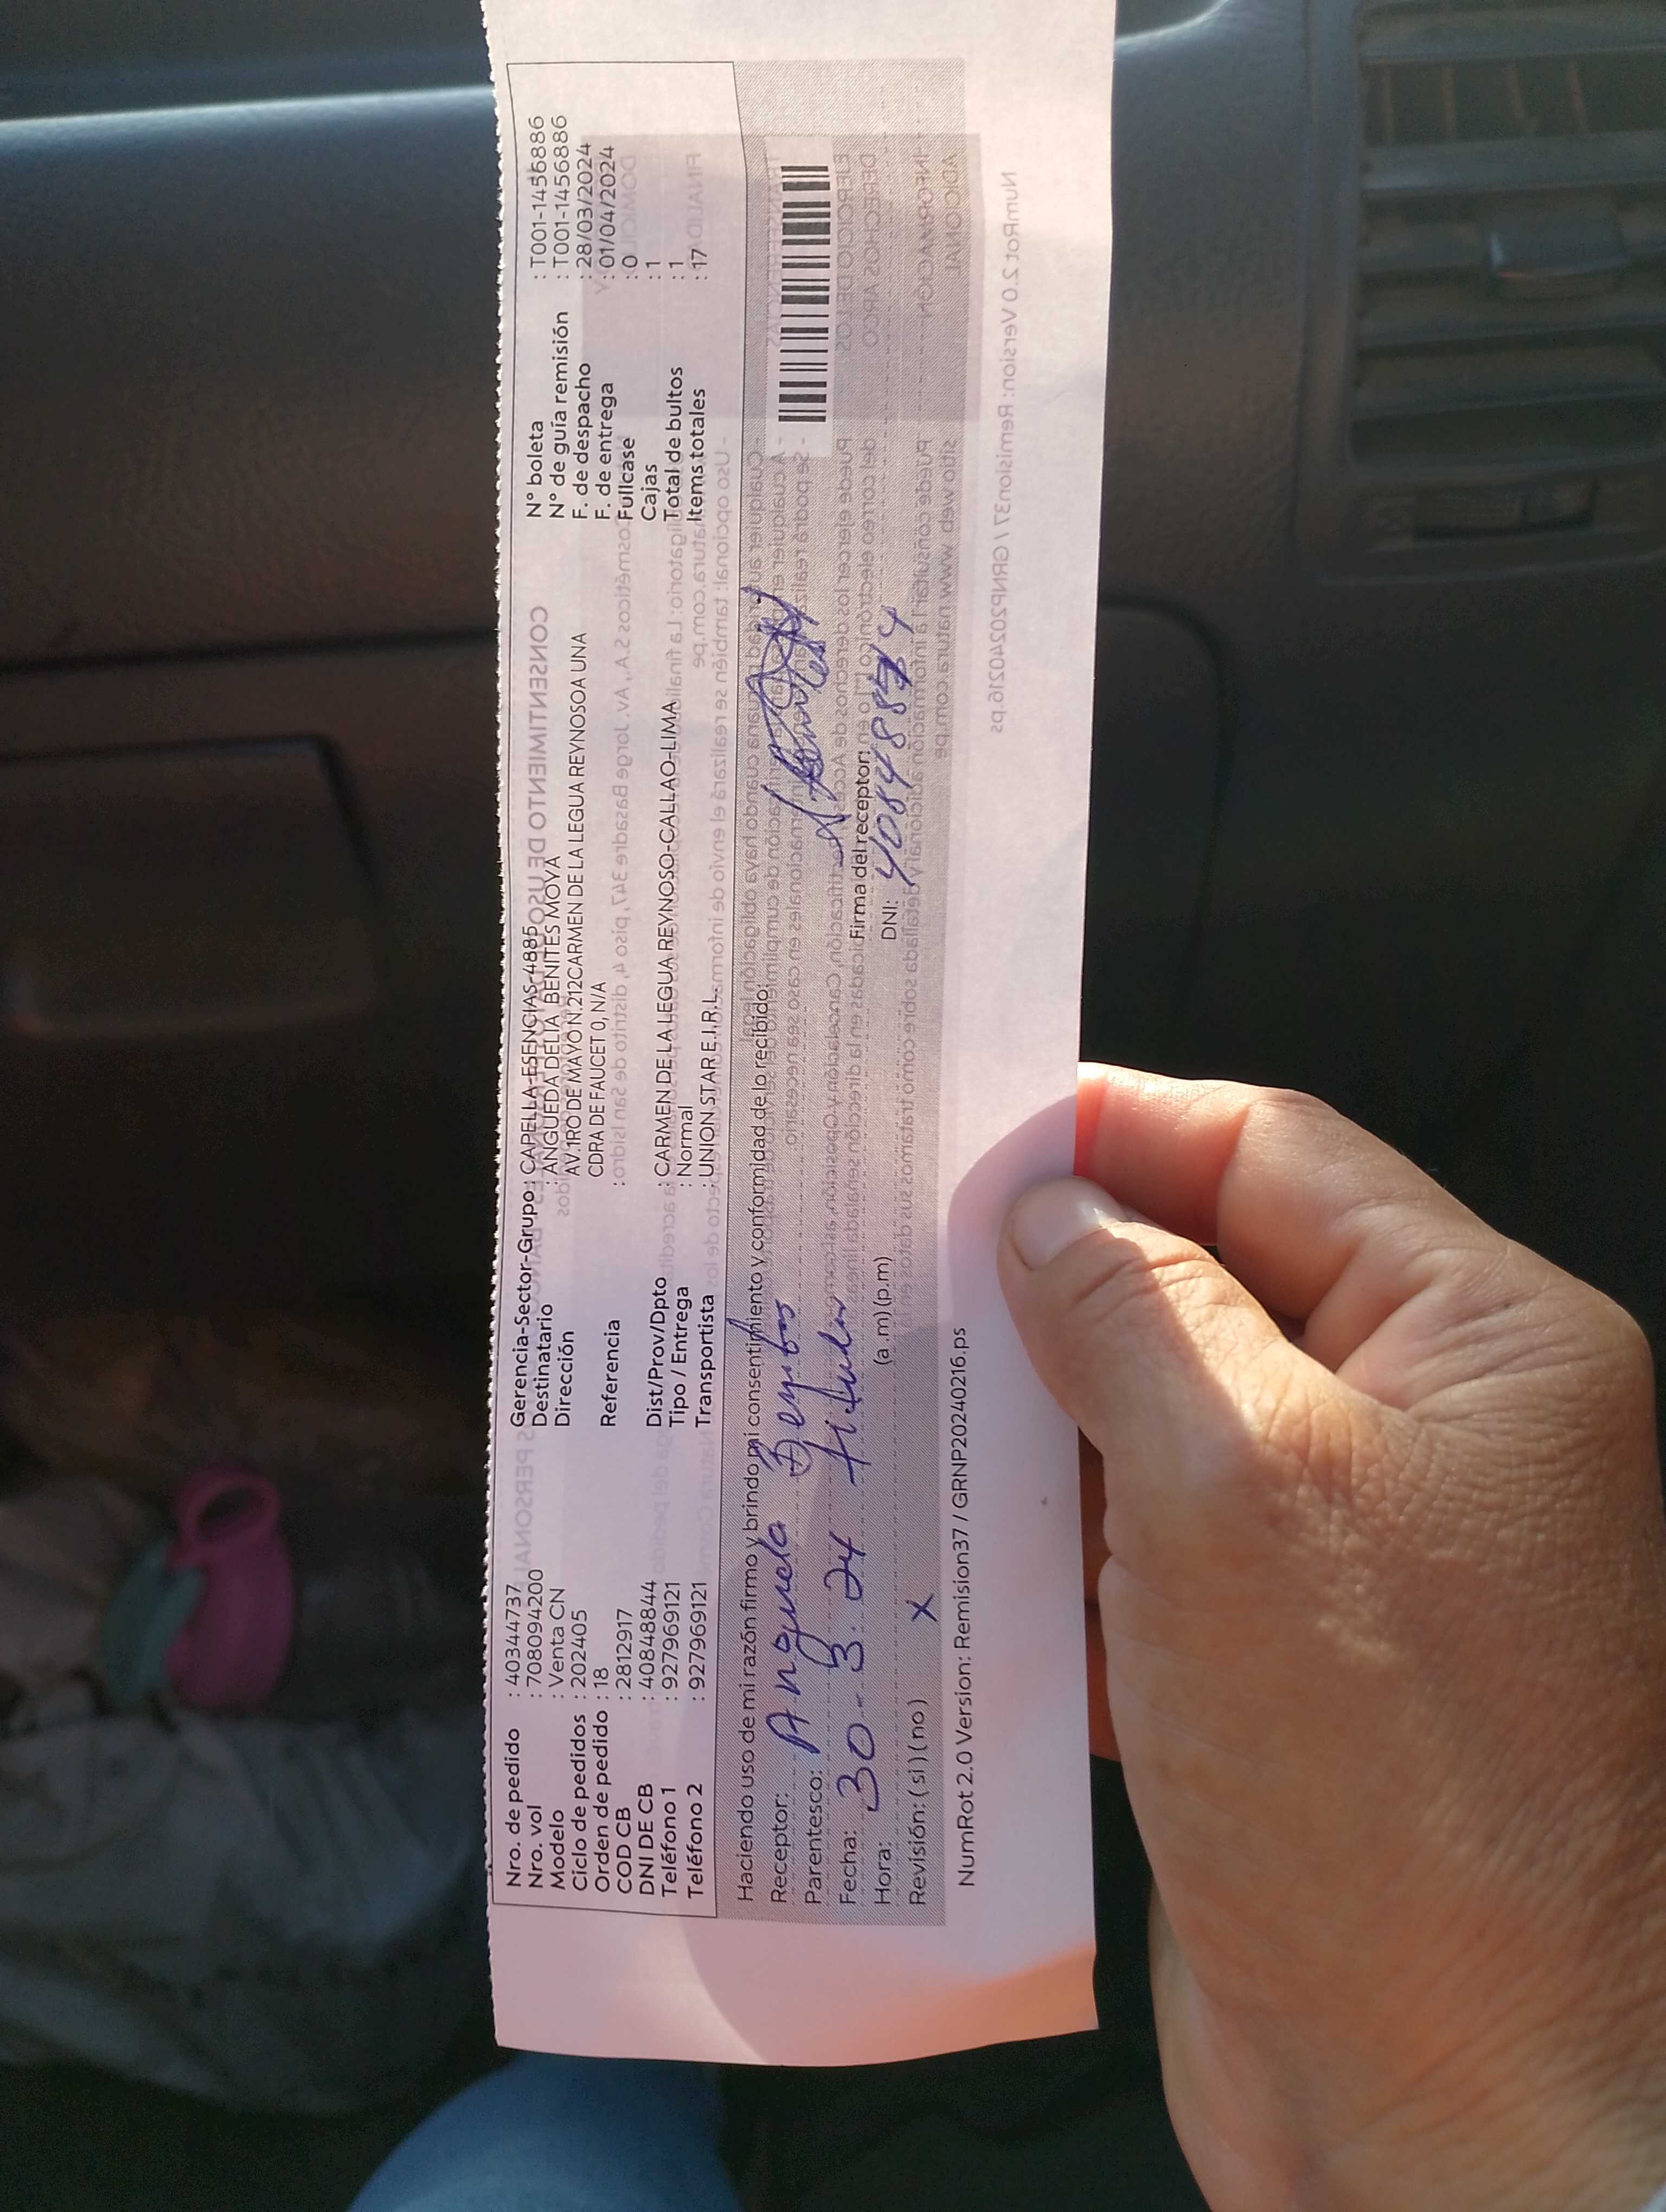 Nro. de pedido : 40344737
Nro. vol : 708094200
Modelo : Venta CN
Ciclo de pedidos : 202405
Orden de pedido : 18
COD CB : 2812917
DNI DE CB : 40848844
Teléfono 1 : 927969121
Teléfono 2 : 927969121
Gerencia-Sector-Grupo : CAPELLA-ESENCIAS-4885
Destinatario : ANGUEDA DELIA BENITES MOYA
Dirección AV.1RO DE MAYO N.212CARMEN DE LA LEGUA REYNOSOA UNA
CDRA DE FAUCET 0, N/A
Referencia :
Dist/Prov/Dpto : CARMEN DE LA LEGUA REYNOSO-CALLAO-LIMA
Tipo / Entrega : Normal
Transportista : UNION STAR E.I.R.L.
N° boleta : T001-1456886
N° de guía remisión : T001-1456886
F. de despacho : 28/03/2024
F. de entrega : 01/04/2024
Fullcase : 0
Cajas : 1
Total de bultos : 1
Items totales : 17
Haciendo uso de mi razón firmo y brindo mi consentimiento y conformidad de lo recibido:
Receptor: Angueda
Parentesco: titular
Fecha: 30-3-24
Hora: (a .m) (p.m)
Revisión: ( si ) ( no ) X
Firma del receptor:
DNI: 40848844
NumRot 2.0 Version: Remision37 / GRNP20240216.ps